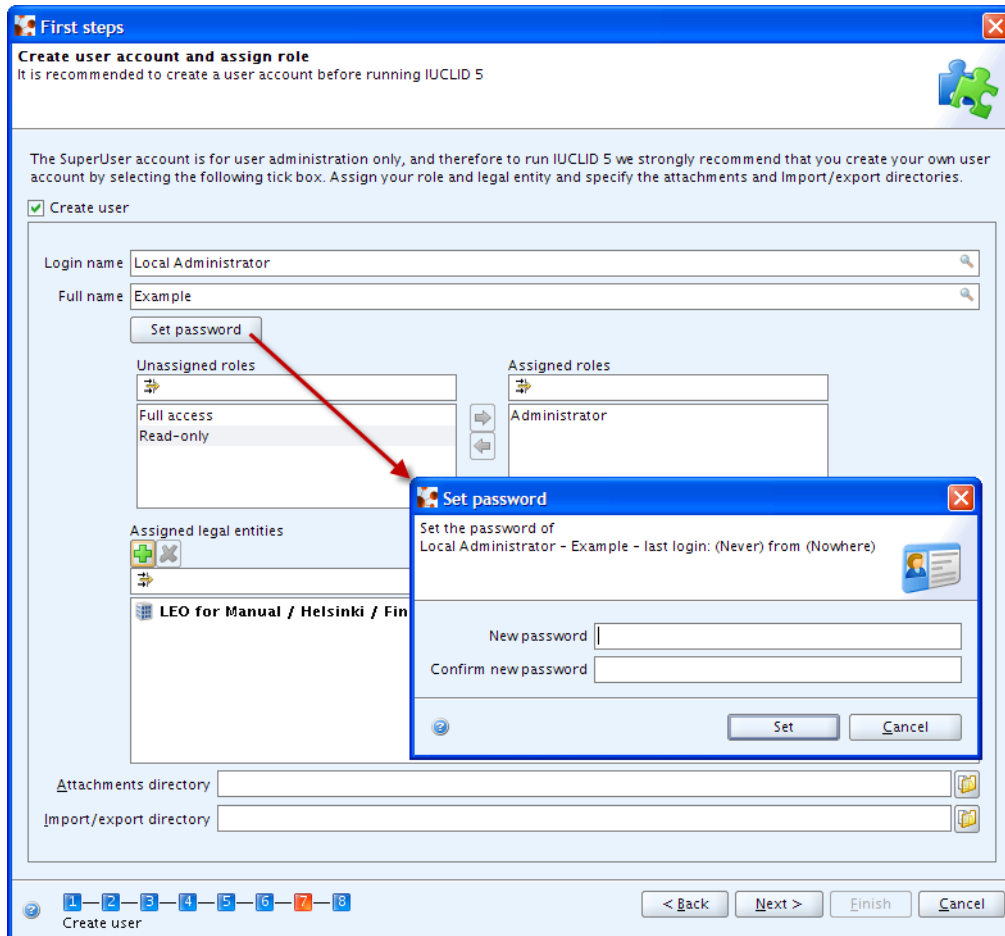 First steps
Create user account and assign role
It is recommended to create a user account before running IUCLID 5
The SuperUser account is for user administration only, and therefore to run IUCLID 5 we strongly recommend that you create your own user
account by selecting the following tick box. Assign your role and legal entity and specify the attachments and Import/export directories.
Create user
Login name Local Administrator
Full name Example
Set password
Unassigned roles Assigned roles
Full access Administrator
Read-only
Set password
Set the password of
Local Administrator - Example - last login: (Never) from (Nowhere)
New password
Confirm new password
Set Cancel
Assigned legal entities
LEO for Manual / Helsinki / Fin
Attachments directory
Import/export directory
1 2 3 4 5 6 7 8
Create user
< Back Next > Finish Cancel